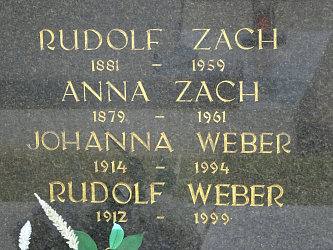 RUDOLF ZACH
1881 – 1959
ANNA ZACH
1879 – 1961
JOHANNA WEBER
1914 – 1994
RUDOLF WEBER
1912 – 1999